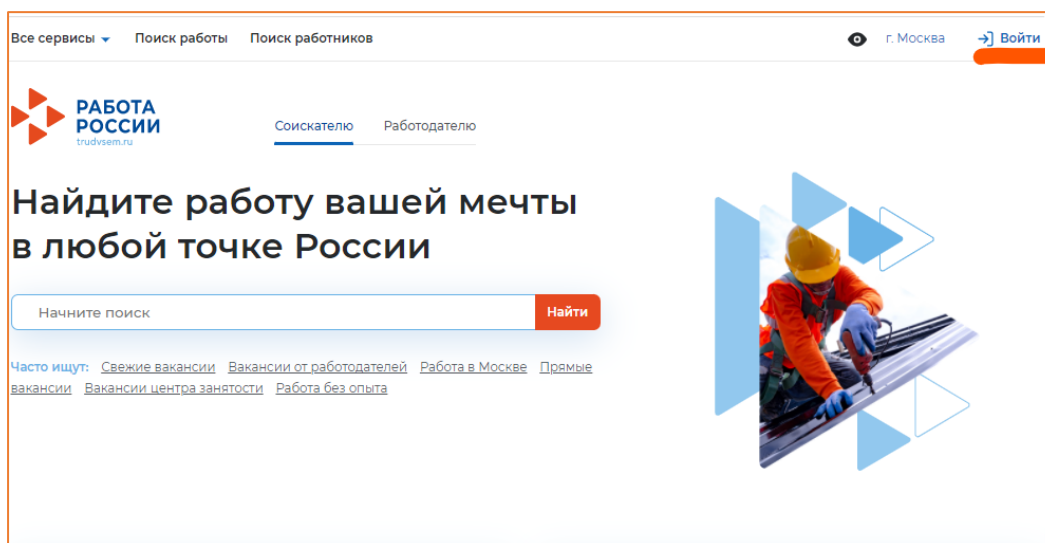 Все сервисы Поиск работы Поиск работников г. Москва Войти
РАБОТА
РОССИИ
trudvsem.ru
Соискателю Работодателю
Найдите работу вашей мечты
в любой точке России
Начните поиск Найти
Часто ищут: Свежие вакансии Вакансии от работодателей Работа в Москве Прямые
вакансии Вакансии центра занятости Работа без опыта